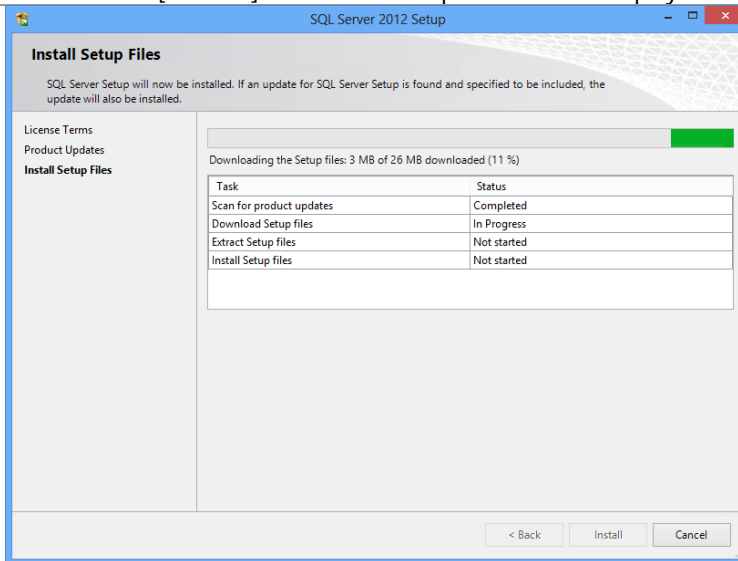 SQL Server 2012 Setup
Install Setup Files
SQL Server Setup will now be installed. If an update for SQL Server Setup is found and specified to be included, the
update will also be installed.
License Terms
Product Updates
Install Setup Files
Downloading the Setup files: 3 MB of 26 MB downloaded (11 %)
Task Status
Scan for product updates Completed
Download Setup files In Progress
Extract Setup files Not started
Install Setup files Not started
< Back Install Cancel